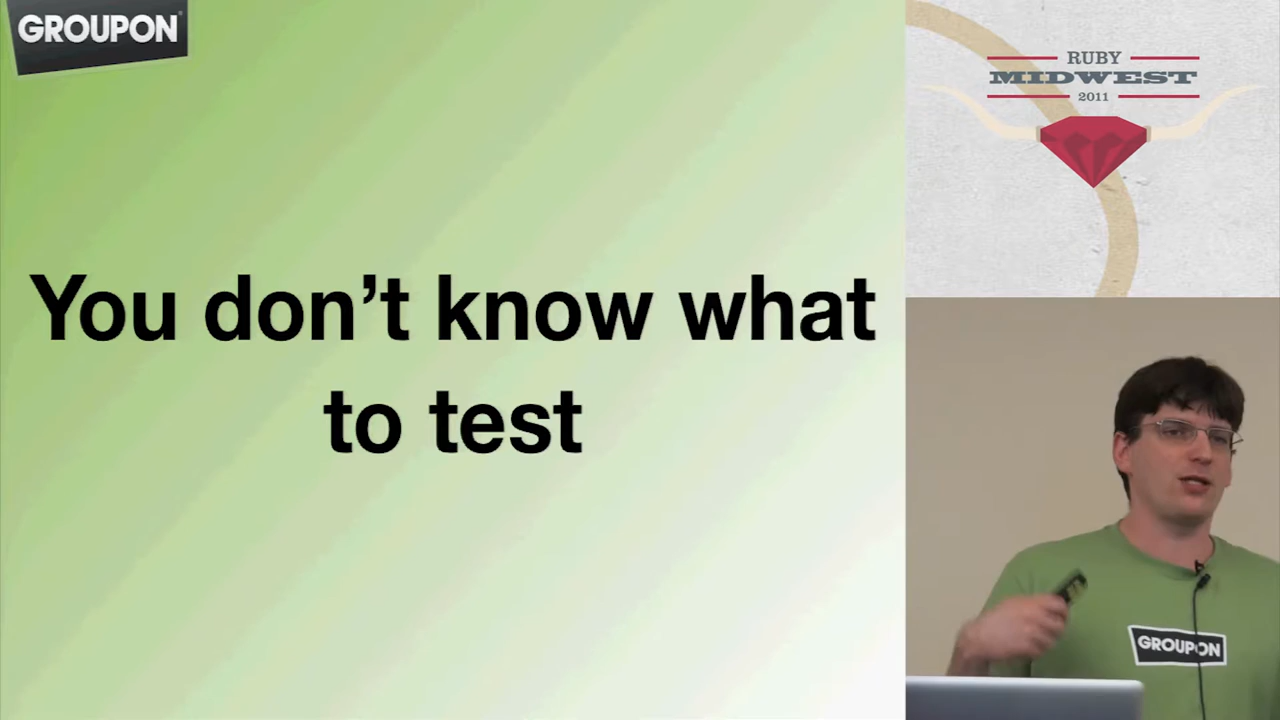 GROUPON
You don't know what
to test
RUBY
MIDWEST
2011
GROUPON